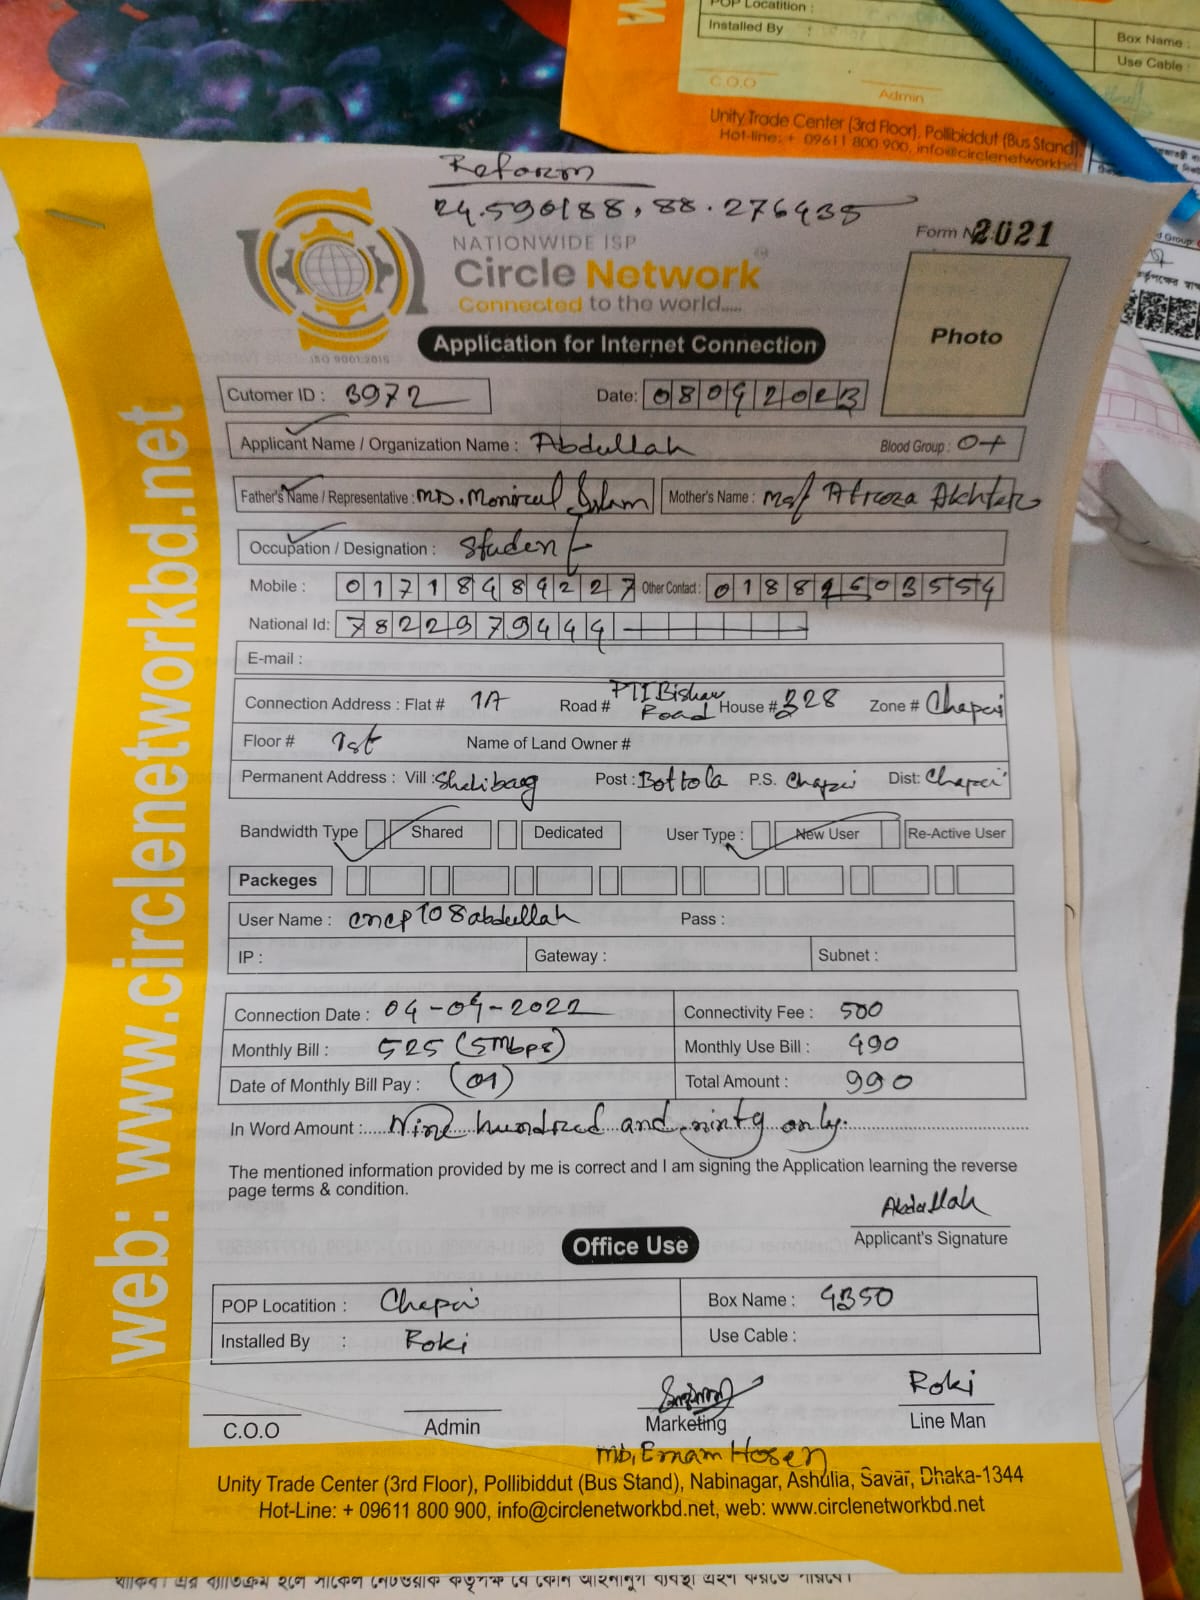 POP Locatition :
Installed By :
Box Name :
Use Cable :
C.O.O
Admin
Unity Trade Center (3rd Floor), Pollibiddut (Bus Stand),
Hot-line: + 09611 800 900, info@circlenetworkbd
Reform
24.590188, 88.276435
NATIONWIDE ISP
Circle Network
Connected to the world.....
ISO 9001:2015
Form No 2021
Photo
Application for Internet Connection
Cutomer ID : 3972 Date: 08042023
Applicant Name / Organization Name : Abdullah Blood Group : O+
Father's Name / Representative : MD. Monirul Islam Mother's Name : Mst Afroza Akhter
Occupation / Designation : Student
Mobile : 01718489227 Other Contact : 018 03554
National Id: 7822979444
E-mail :
Connection Address : Flat # 1A Road # PTI Bishaw Road House # 328 Zone # Chapai
Floor # 1st Name of Land Owner #
Permanent Address : Vill : Shalibag Post : Bottola P.S. Chapai Dist: Chapai
Bandwidth Type Shared Dedicated User Type : New User Re-Active User
Packeges
User Name : cncp108abdullah Pass :
IP : Gateway : Subnet :
Connection Date : 04-04-2022 Connectivity Fee : 500
Monthly Bill : 525 (5Mbps) Monthly Use Bill : 490
Date of Monthly Bill Pay : (01) Total Amount : 990
In Word Amount : Nine hundred and ninty only.
The mentioned information provided by me is correct and I am signing the Application learning the reverse
page terms & condition.
Abdullah
Applicant's Signature
Office Use
POP Locatition : Chapai Box Name : 4350
Installed By : Roki Use Cable :
Roki
C.O.O Admin Marketing Line Man
MD, Emam Hosen
Unity Trade Center (3rd Floor), Pollibiddut (Bus Stand), Nabinagar, Ashulia, Savar, Dhaka-1344
Hot-Line: + 09611 800 900, info@circlenetworkbd.net, web: www.circlenetworkbd.net
web: www.circlenetworkbd.net